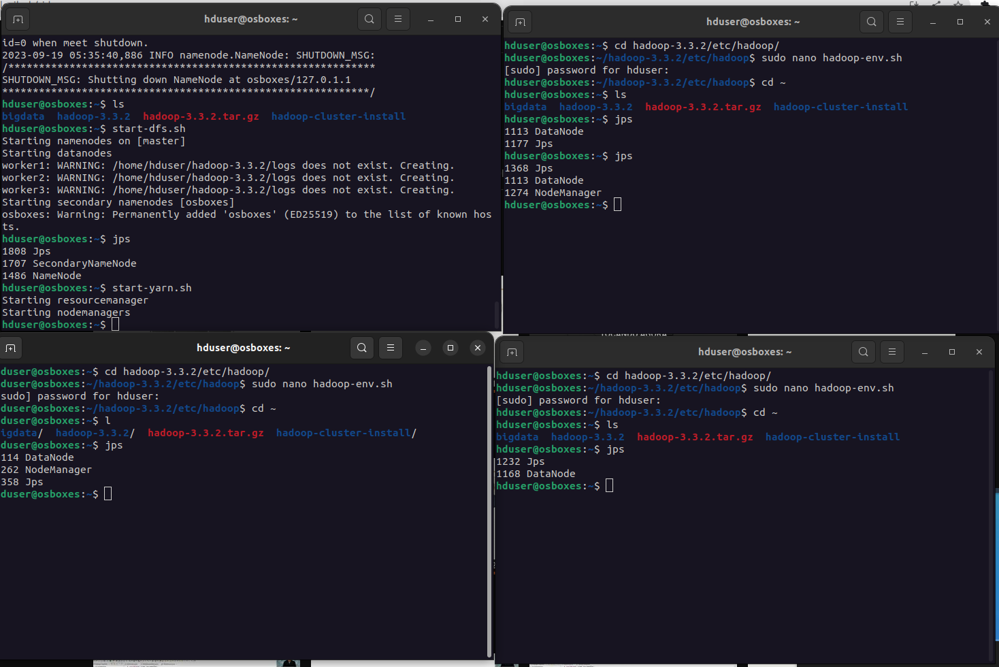 hduser@osboxes: ~
id=0 when meet shutdown.
2023-09-19 05:35:40,886 INFO namenode.NameNode: SHUTDOWN_MSG:
/************************************************************
SHUTDOWN_MSG: Shutting down NameNode at osboxes/127.0.1.1
************************************************************/
hduser@osboxes:~$ ls
bigdata  hadoop-3.3.2  hadoop-3.3.2.tar.gz  hadoop-cluster-install
hduser@osboxes:~$ start-dfs.sh
Starting namenodes on [master]
Starting datanodes
worker1: WARNING: /home/hduser/hadoop-3.3.2/logs does not exist. Creating.
worker2: WARNING: /home/hduser/hadoop-3.3.2/logs does not exist. Creating.
worker3: WARNING: /home/hduser/hadoop-3.3.2/logs does not exist. Creating.
Starting secondary namenodes [osboxes]
osboxes: Warning: Permanently added 'osboxes' (ED25519) to the list of known hos
ts.
hduser@osboxes:~$ jps
1808 Jps
1707 SecondaryNameNode
1486 NameNode
hduser@osboxes:~$ start-yarn.sh
Starting resourcemanager
Starting nodemanagers
hduser@osboxes:~$
hduser@osboxes: ~
hduser@osboxes:~$ cd hadoop-3.3.2/etc/hadoop/
hduser@osboxes:~/hadoop-3.3.2/etc/hadoop$ sudo nano hadoop-env.sh
[sudo] password for hduser:
hduser@osboxes:~/hadoop-3.3.2/etc/hadoop$ cd ~
hduser@osboxes:~$ ls
bigdata  hadoop-3.3.2  hadoop-3.3.2.tar.gz  hadoop-cluster-install
hduser@osboxes:~$ jps
1113 DataNode
1177 Jps
hduser@osboxes:~$ jps
1368 Jps
1113 DataNode
1274 NodeManager
hduser@osboxes:~$
hduser@osboxes: ~
duser@osboxes:~$ cd hadoop-3.3.2/etc/hadoop/
duser@osboxes:~/hadoop-3.3.2/etc/hadoop$ sudo nano hadoop-env.sh
sudo] password for hduser:
duser@osboxes:~/hadoop-3.3.2/etc/hadoop$ cd ~
duser@osboxes:~$ l
igdata/  hadoop-3.3.2/  hadoop-3.3.2.tar.gz  hadoop-cluster-install/
duser@osboxes:~$ jps
114 DataNode
262 NodeManager
358 Jps
duser@osboxes:~$
hduser@osboxes: ~
hduser@osboxes:~$ cd hadoop-3.3.2/etc/hadoop/
hduser@osboxes:~/hadoop-3.3.2/etc/hadoop$ sudo nano hadoop-env.sh
[sudo] password for hduser:
hduser@osboxes:~/hadoop-3.3.2/etc/hadoop$ cd ~
hduser@osboxes:~$ ls
bigdata  hadoop-3.3.2  hadoop-3.3.2.tar.gz  hadoop-cluster-install
hduser@osboxes:~$ jps
1232 Jps
1168 DataNode
hduser@osboxes:~$